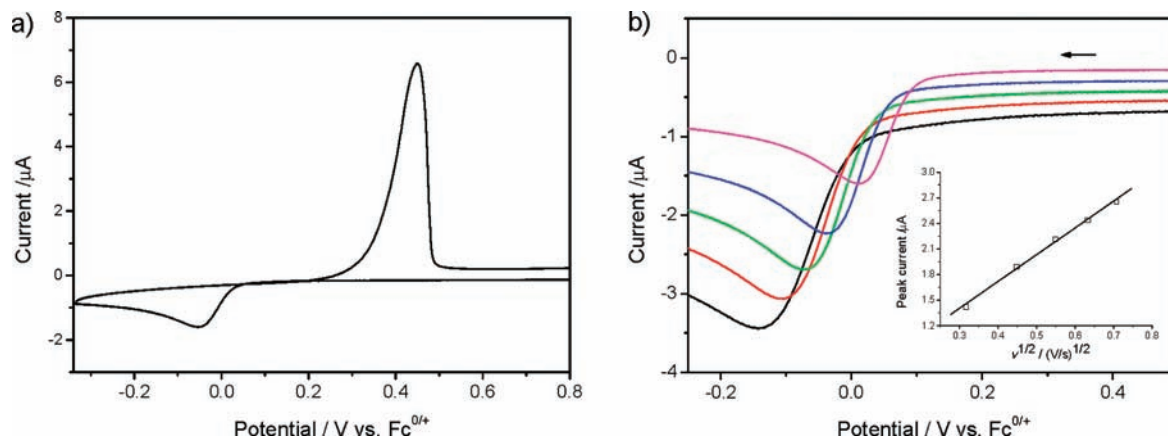 a)
Current /μA
8
6
4
2
0
-2
-0.2 0.0 0.2 0.4 0.6 0.8
Potential / V vs. Fc0/+
b)
Current /μA
0
-1
-2
-3
-4
-0.2 0.0 0.2 0.4
Potential / V vs. Fc0/+
Peak current /μA
3.0
2.7
2.4
2.1
1.8
1.5
1.2
0.3 0.4 0.5 0.6 0.7 0.8
v1/2 / (V/s)1/2